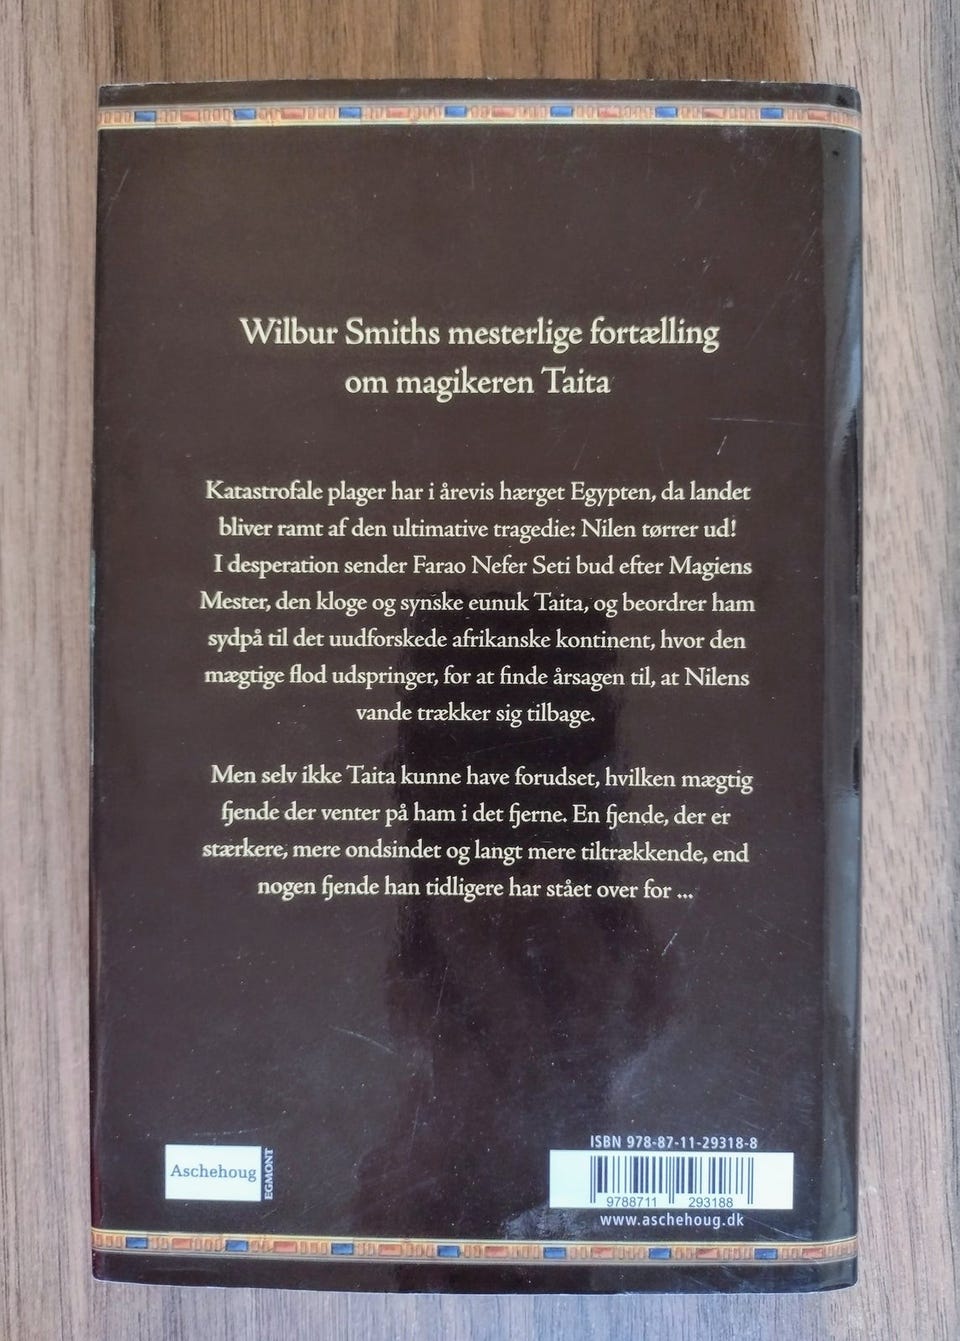 Wilbur Smiths mesterlige fortælling
om magikeren Taita
Katastrofale plager har i årevis hærget Egypten, da landet
bliver ramt af den ultimative tragedie: Nilen tørrer ud!
I desperation sender Farao Nefer Seti bud efter Magiens
Mester, den kloge og synske eunuk Taita, og beordrer ham
sydpå til det uudforskede afrikanske kontinent, hvor den
mægtige flod udspringer, for at finde årsagen til, at Nilens
vande trækker sig tilbage.
Men selv ikke Taita kunne have forudset, hvilken mægtig
fjende der venter på ham i det fjerne. En fjende, der er
stærkere, mere ondsindet og langt mere tiltrækkende, end
nogen fjende han tidligere har stået over for ...
Aschehoug
EGMONT
ISBN 978-87-11-29318-8
9788711 293188
www.aschehoug.dk